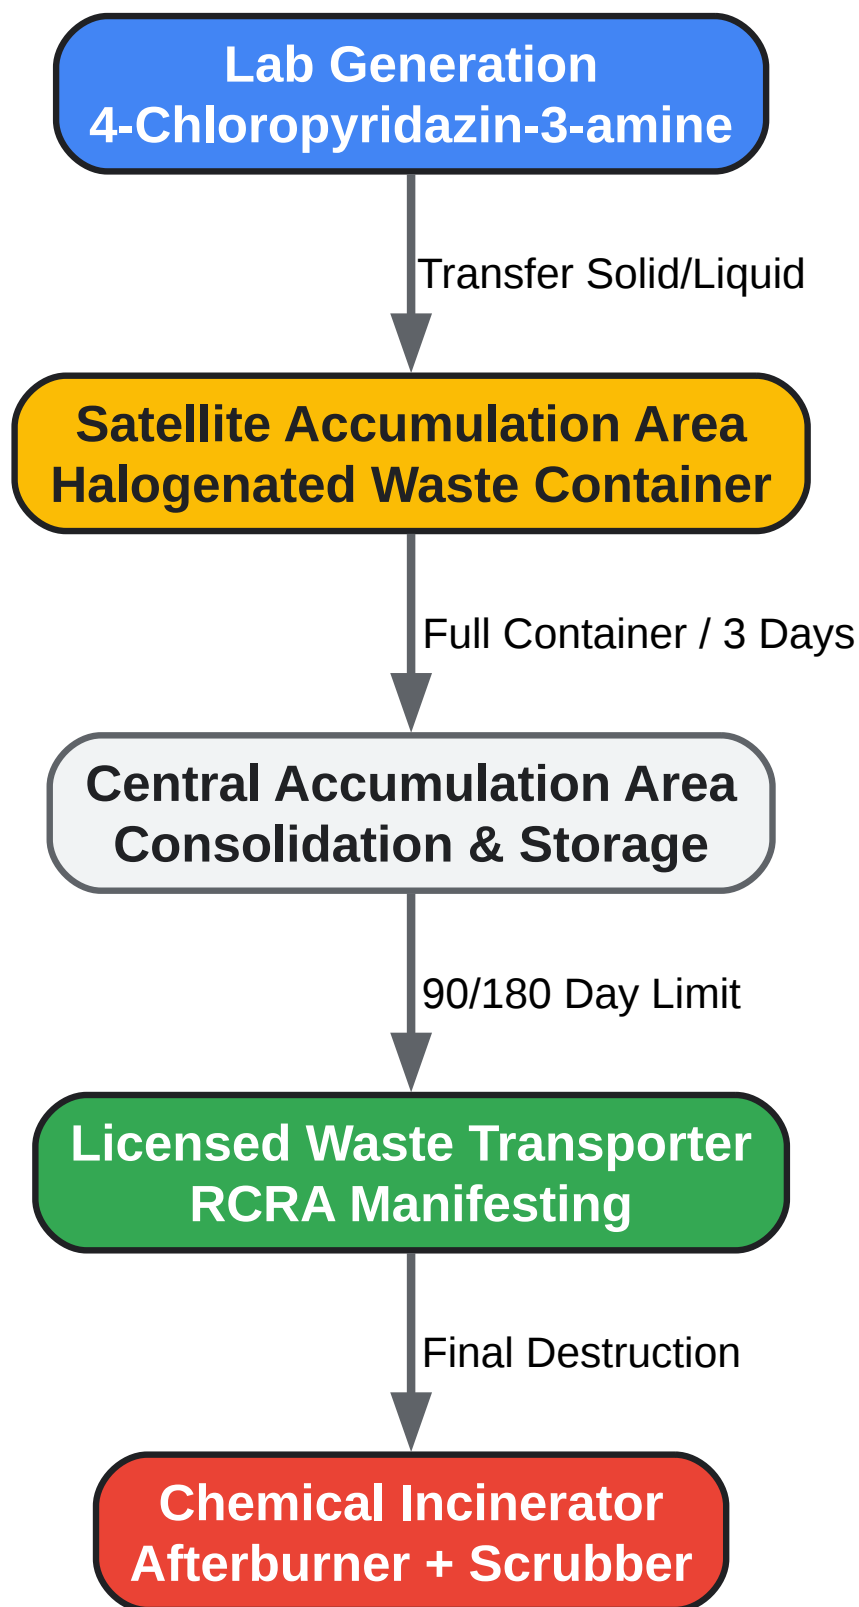 Lab Generation
4-Chloropyridazin-3-amine
Transfer Solid/Liquid
Satellite Accumulation Area
Halogenated Waste Container
Full Container / 3 Days
Central Accumulation Area
Consolidation & Storage
90/180 Day Limit
Licensed Waste Transporter
RCRA Manifesting
Final Destruction
Chemical Incinerator
Afterburner + Scrubber